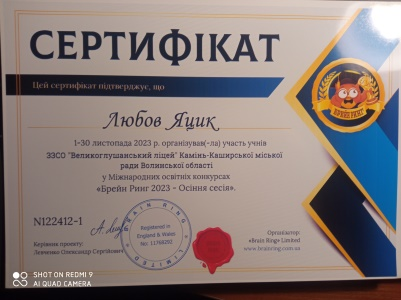 СЕРТИФІКАТ
Цей сертифікат підтверджує, що
БРЕЙН РИНГ
Любов Яцик
1-30 листопада 2023 р. організував(-ла) участь учнів
ЗЗСО "Великоглушанський ліцей" Камінь-Каширської міської
ради Волинської області
у Міжнародних освітніх конкурсах
«Брейн Ринг 2023 - Осіння сесія».
N122412-1
Керівник проекту:
Левченко Олександр Сергійович
BRAIN RING
Registered in
England & Wales
No. 11769292
LIMITED
Організатор:
«Brain Ring» Limited
www.brainring.com.ua
SHOT ON REDMI 9
AI QUAD CAMERA